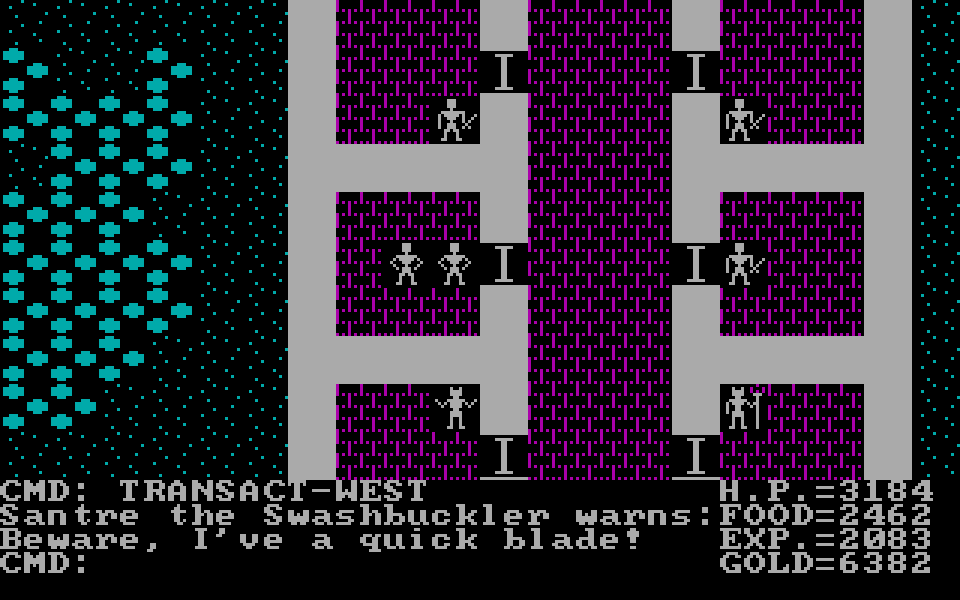 CMD: TRANSACT-WEST H.P.=3184
Santre the Swashbuckler warns: FOOD=2462
Beware, I've a quick blade! EXP.=2083
CMD: GOLD=6382